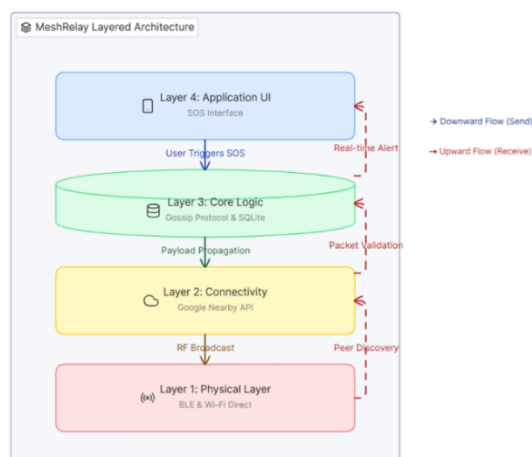 MeshRelay Layered Architecture
Layer 4: Application UI
SOS Interface
User Triggers SOS
Real-time Alert
→ Downward Flow (Send)
→ Upward Flow (Receive)
Layer 3: Core Logic
Gossip Protocol & SQLite
Payload Propagation
Packet Validation
Layer 2: Connectivity
Google Nearby API
RF Broadcast
Peer Discovery
Layer 1: Physical Layer
BLE & Wi-Fi Direct